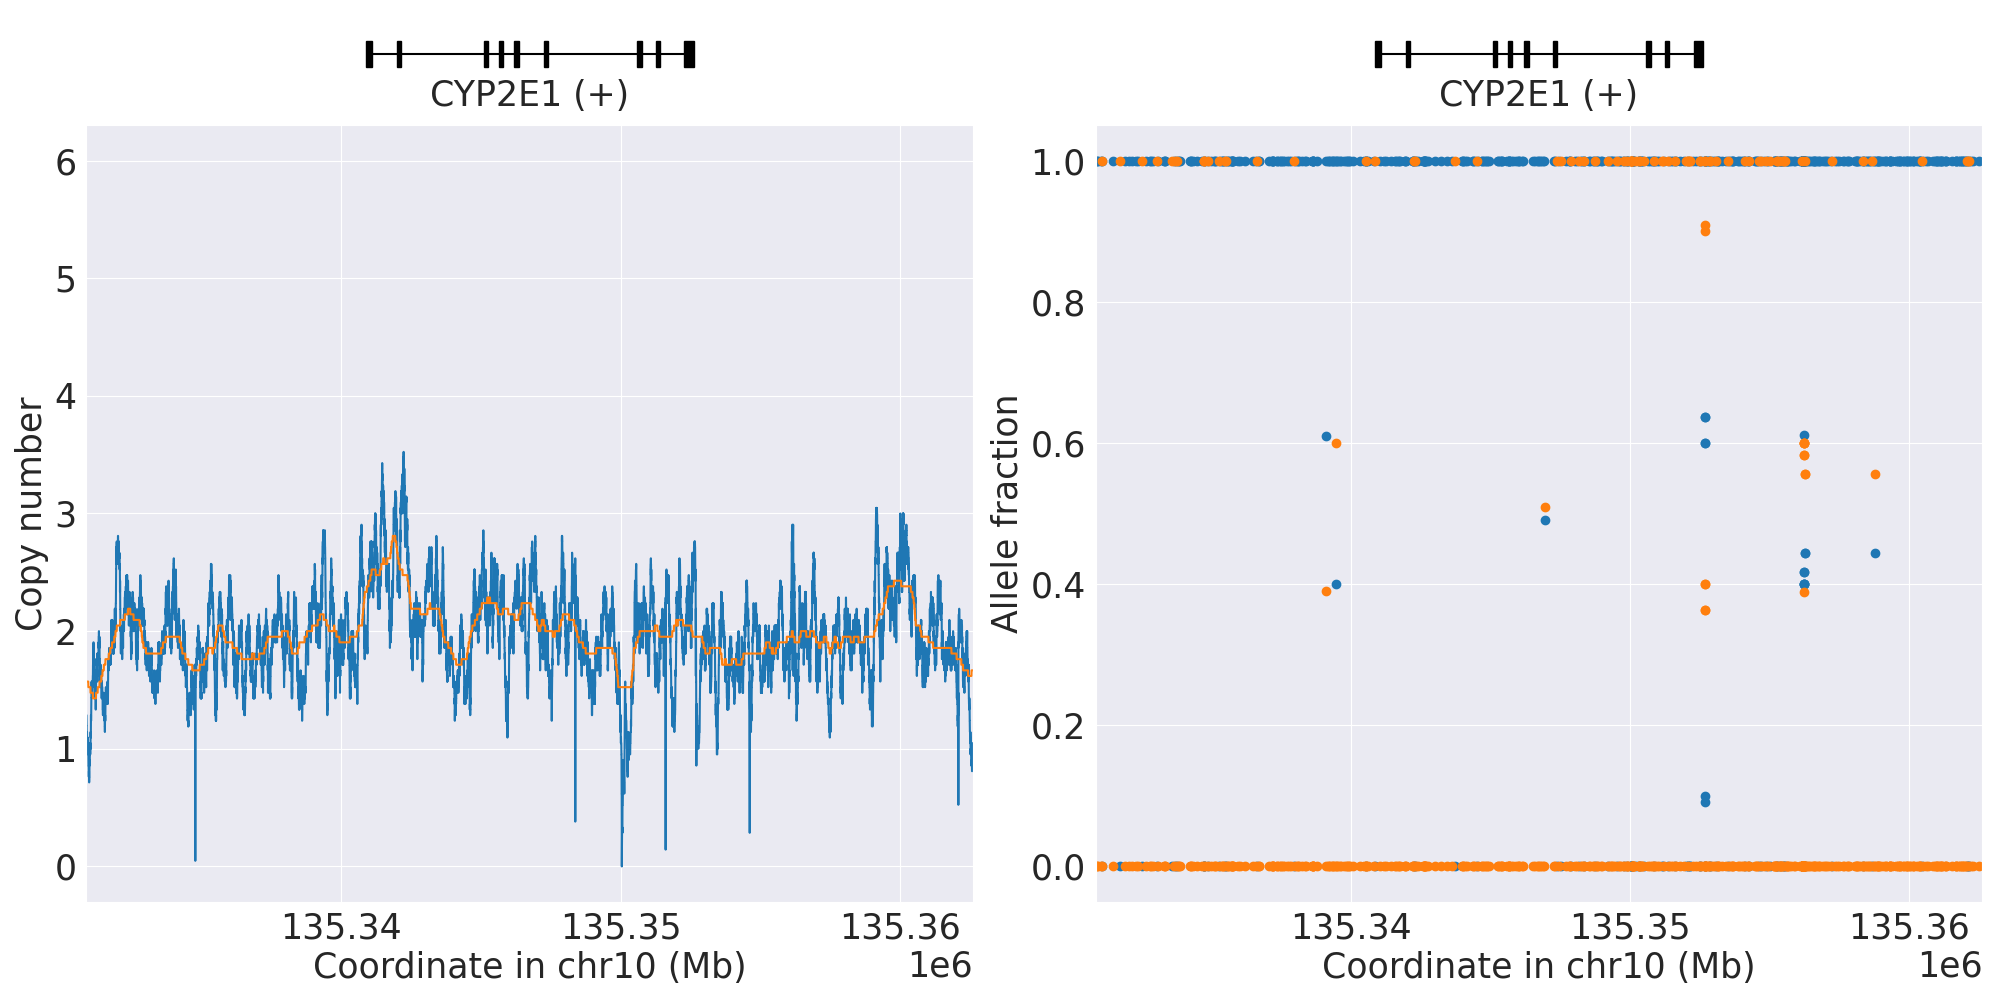 CYP2E1 (+)
6
5
4
3
2
1
0
Copy number
135.34 135.35 135.36
Coordinate in chr10 (Mb)
1e6
CYP2E1 (+)
1.0
0.8
0.6
0.4
0.2
0.0
Allele fraction
135.34 135.35 135.36
Coordinate in chr10 (Mb)
1e6